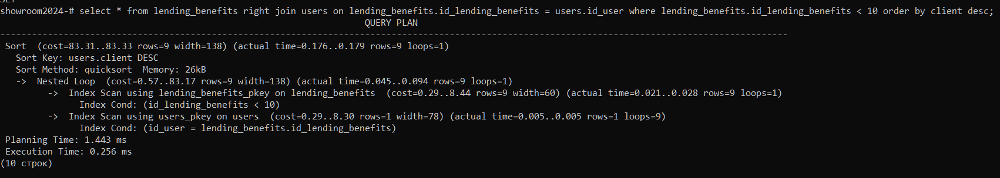 SET
showroom2024-# select * from lending_benefits right join users on lending_benefits.id_lending_benefits = users.id_user where lending_benefits.id_lending_benefits < 10 order by client desc;
QUERY PLAN
-----------------------------------------------------------------------------------------------------------------------------------------------------
Sort  (cost=83.31..83.33 rows=9 width=138) (actual time=0.176..0.179 rows=9 loops=1)
Sort Key: users.client DESC
Sort Method: quicksort  Memory: 26kB
->  Nested Loop  (cost=0.57..83.17 rows=9 width=138) (actual time=0.045..0.094 rows=9 loops=1)
->  Index Scan using lending_benefits_pkey on lending_benefits  (cost=0.29..8.44 rows=9 width=60) (actual time=0.021..0.028 rows=9 loops=1)
Index Cond: (id_lending_benefits < 10)
->  Index Scan using users_pkey on users  (cost=0.29..8.30 rows=1 width=78) (actual time=0.005..0.005 rows=1 loops=9)
Index Cond: (id_user = lending_benefits.id_lending_benefits)
Planning Time: 1.443 ms
Execution Time: 0.256 ms
(10 строк)